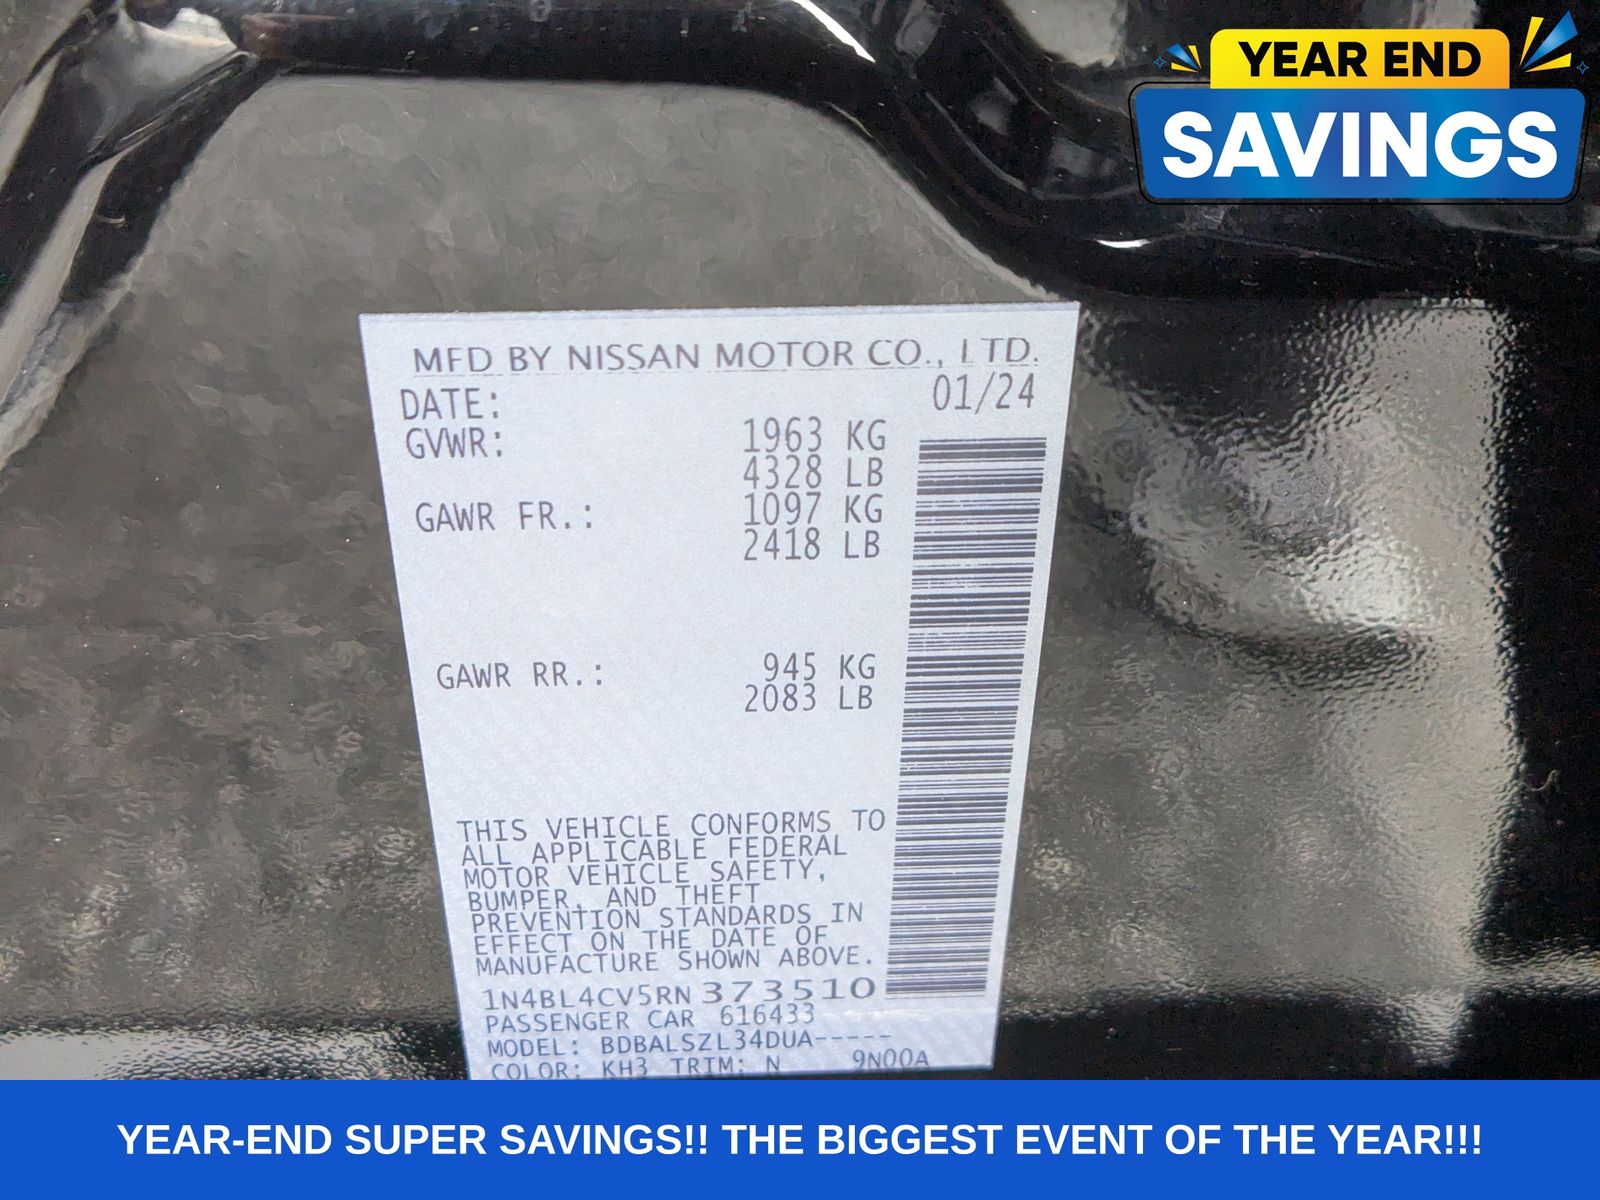 YEAR END
SAVINGS
MFD BY NISSAN MOTOR CO., LTD.
DATE: 01/24
GVWR: 1963 KG
4328 LB
GAWR FR.: 1097 KG
2418 LB
GAWR RR.: 945 KG
2083 LB
THIS VEHICLE CONFORMS TO
ALL APPLICABLE FEDERAL
MOTOR VEHICLE SAFETY,
BUMPER, AND THEFT
PREVENTION STANDARDS IN
EFFECT ON THE DATE OF
MANUFACTURE SHOWN ABOVE.
1N4BL4CV5RN373510
PASSENGER CAR 616433
MODEL: BDBALSZL34DUA-----
COLOR: KH3 TRIM: N 9N00A
YEAR-END SUPER SAVINGS!! THE BIGGEST EVENT OF THE YEAR!!!